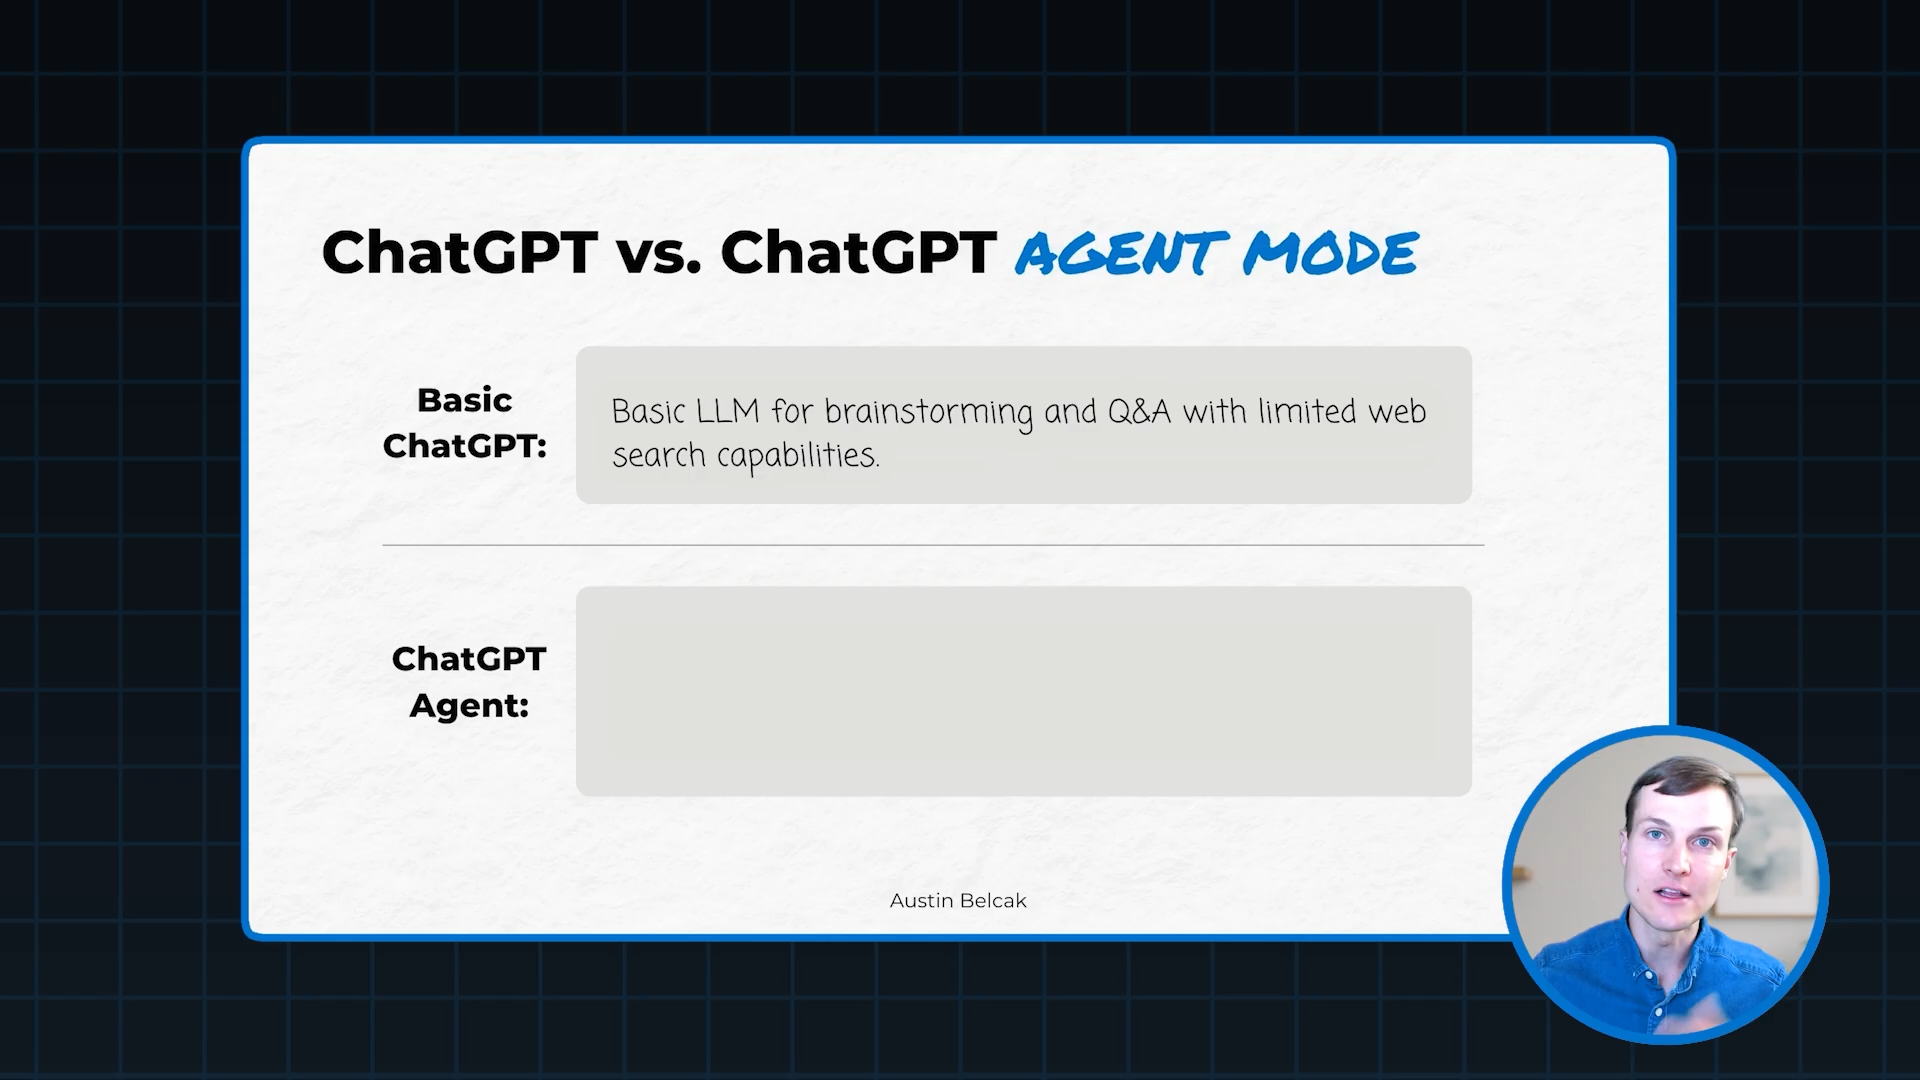 ChatGPT vs. ChatGPT AGENT MODE
Basic
ChatGPT:
Basic LLM for brainstorming and Q&A with limited web
search capabilities.
ChatGPT
Agent:
Austin Belcak